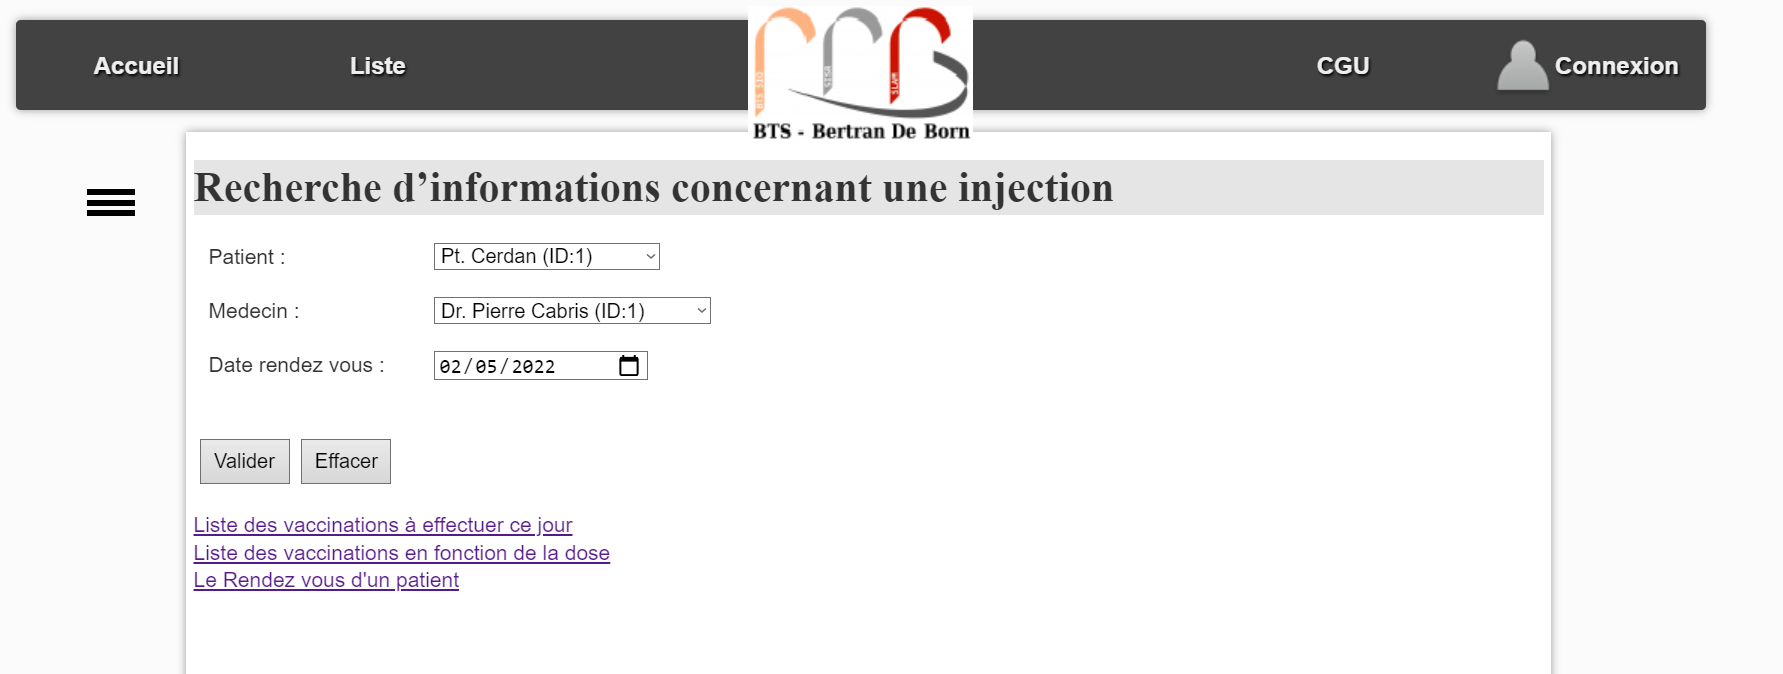 Accueil
Liste
BTS SIO
SISR
SLAM
BTS - Bertran De Born
CGU
Connexion
Recherche d’informations concernant une injection
Patient :
Pt. Cerdan (ID:1)
Medecin :
Dr. Pierre Cabris (ID:1)
Date rendez vous :
02/05/2022
Valider
Effacer
Liste des vaccinations à effectuer ce jour
Liste des vaccinations en fonction de la dose
Le Rendez vous d'un patient